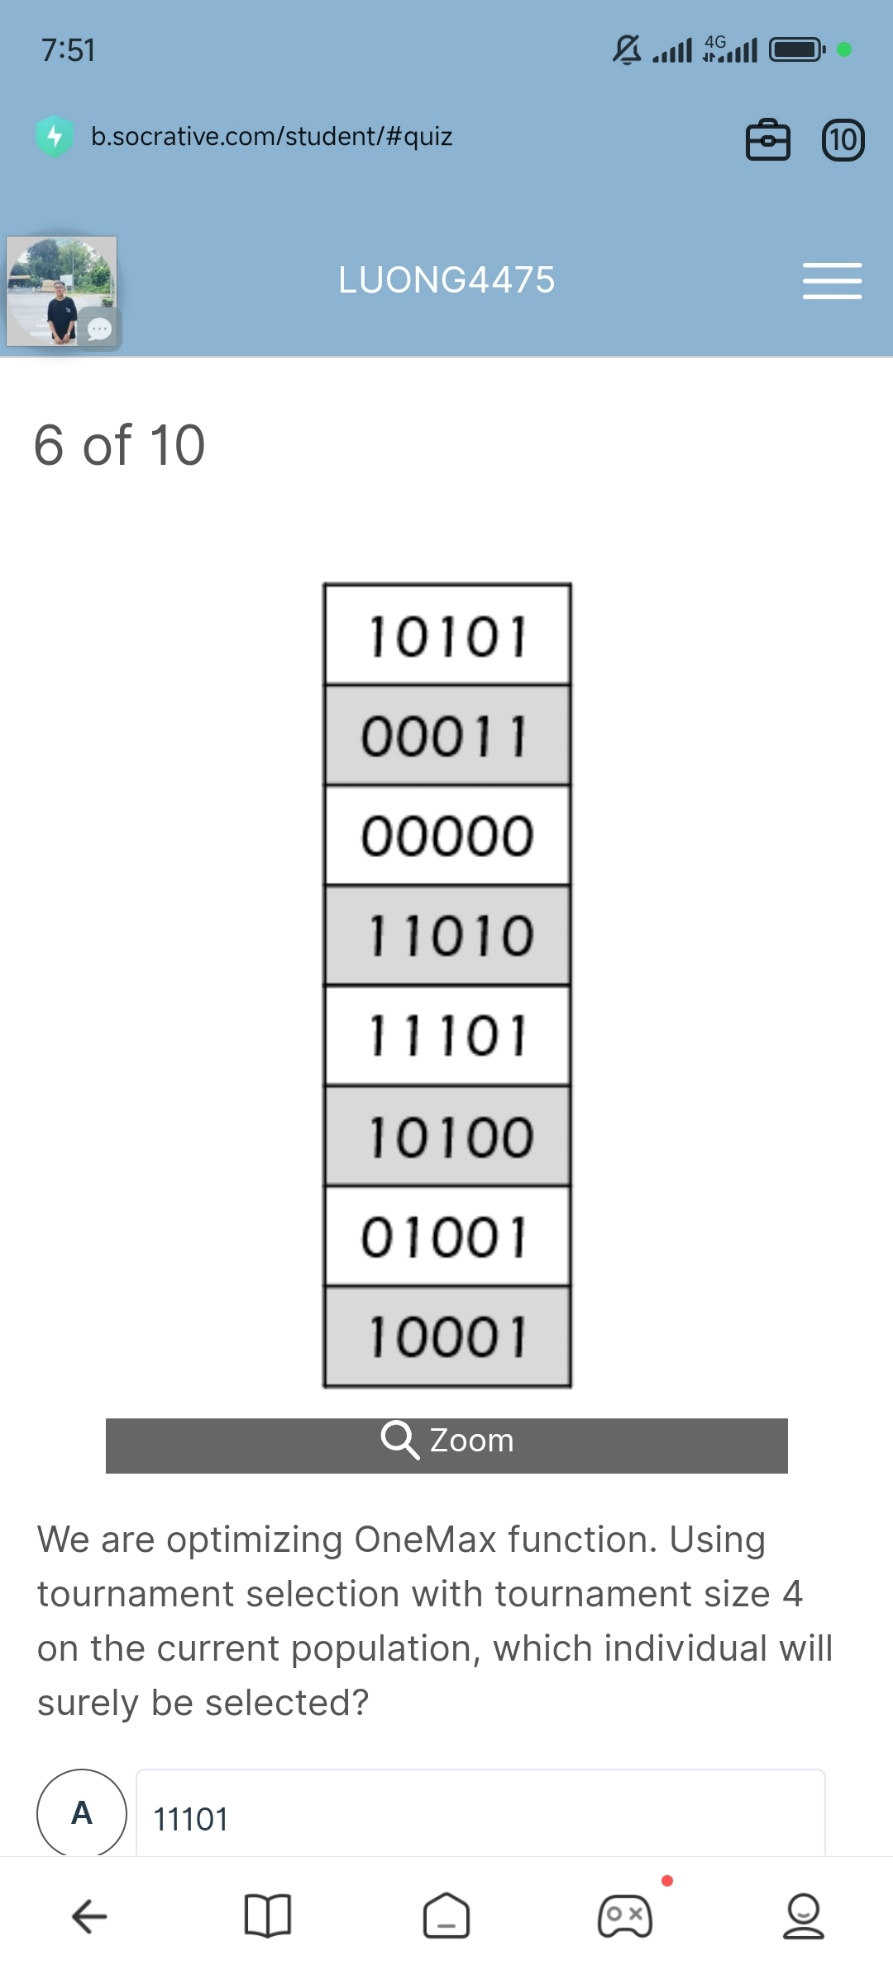 7:51
4G
b.socrative.com/student/#quiz
10
LUONG4475
6 of 10
10101
00011
00000
11010
11101
10100
01001
10001
Zoom
We are optimizing OneMax function. Using
tournament selection with tournament size 4
on the current population, which individual will
surely be selected?
A
11101